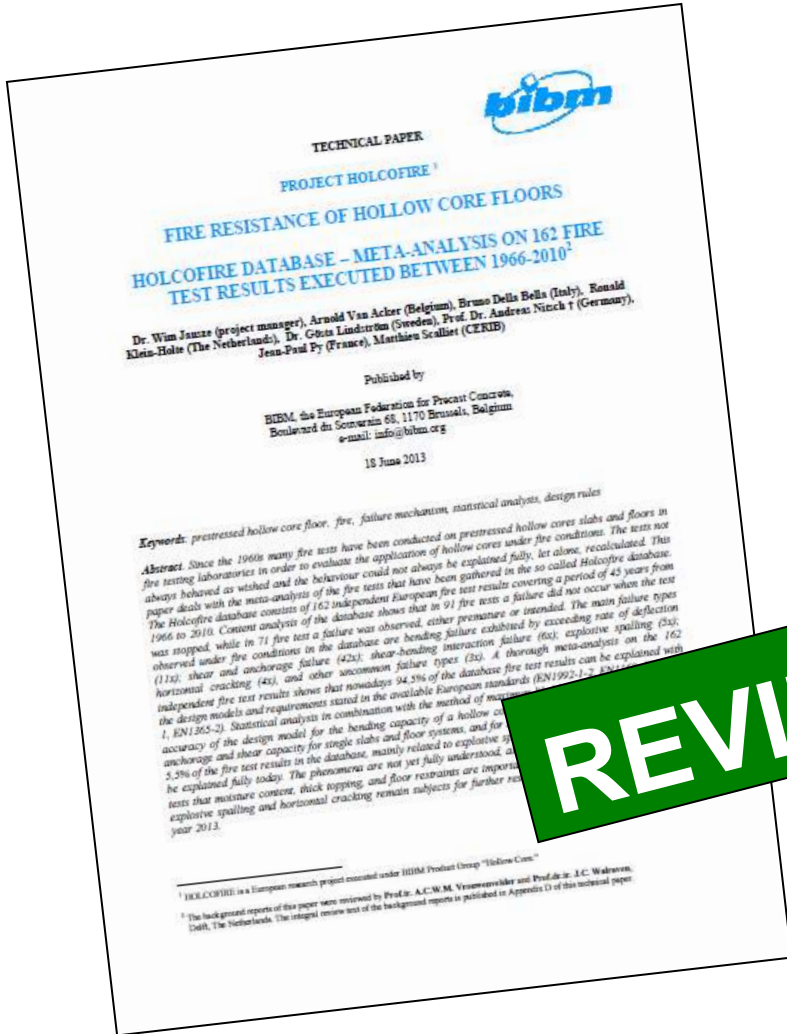 bibm
TECHNICAL PAPER
PROJECT HOLCOFIRE 1
FIRE RESISTANCE OF HOLLOW CORE FLOORS
HOLCOFIRE DATABASE – META-ANALYSIS ON 162 FIRE
TEST RESULTS EXECUTED BETWEEN 1966-2010 2
Dr. Wim Jansze (project manager), Arnold Van Acker (Belgium), Bruno Della Bella (Italy), Ronald
Klein-Holte (The Netherlands), Dr. Gösta Lindström (Sweden), Prof. Dr. Andreas Nitsch † (Germany),
Jean-Paul Py (France), Matthieu Scalliet (CERIB)
Published by
BIBM, the European Federation for Precast Concrete,
Boulevard du Souverain 68, 1170 Brussels, Belgium
e-mail: info@bibm.org
18 June 2013
Keywords: prestressed hollow core floor, fire, failure mechanism, statistical analysis, design rules
Abstract. Since the 1960s many fire tests have been conducted on prestressed hollow cores slabs and floors in
fire testing laboratories in order to evaluate the application of hollow cores under fire conditions. The tests not
always behaved as wished and the behaviour could not always be explained fully, let alone, recalculated. This
paper deals with the meta-analysis of the fire tests that have been gathered in the so called Holcofire database.
The Holcofire database consists of 162 independent European fire test results covering a period of 45 years from
1966 to 2010. Content analysis of the database shows that in 91 fire tests a failure did not occur when the test
was stopped, while in 71 fire test a failure was observed, either premature or intended. The main failure types
observed under fire conditions in the database are bending failure exhibited by exceeding rate of deflection
(11x); shear and anchorage failure (42x); shear-bending interaction failure (6x); explosive spalling (5x);
horizontal cracking (4x), and other uncommon failure types (3x). A thorough meta-analysis on the 162
independent fire test results shows that nowadays 94,5% of the database fire test results can be explained with
the design models and requirements stated in the available European standards (EN1992-1-2,
1, EN1365-2). Statistical analysis in combination with the method of
accuracy of the design model for the bending capacity of a hollow
anchorage and shear capacity for single slabs and floor systems, and for
5,5% of the fire test results in the database, mainly related to explosive
be explained fully today. The phenomena are not yet fully understood,
tests that moisture content, thick topping, and floor restraints are
explosive spalling and horizontal cracking remain subjects for further
year 2013.
REVI
1 HOLCOFIRE is a European research project executed under BIBM Product Group "Hollow Core."
2 The background reports of this paper were reviewed by Prof.ir. A.C.W.M. Vrouwenvelder and Prof.dr.ir. J.C. Walraven,
Delft, The Netherlands. The integral review text of the background reports is published in Appendix D of this technical paper.